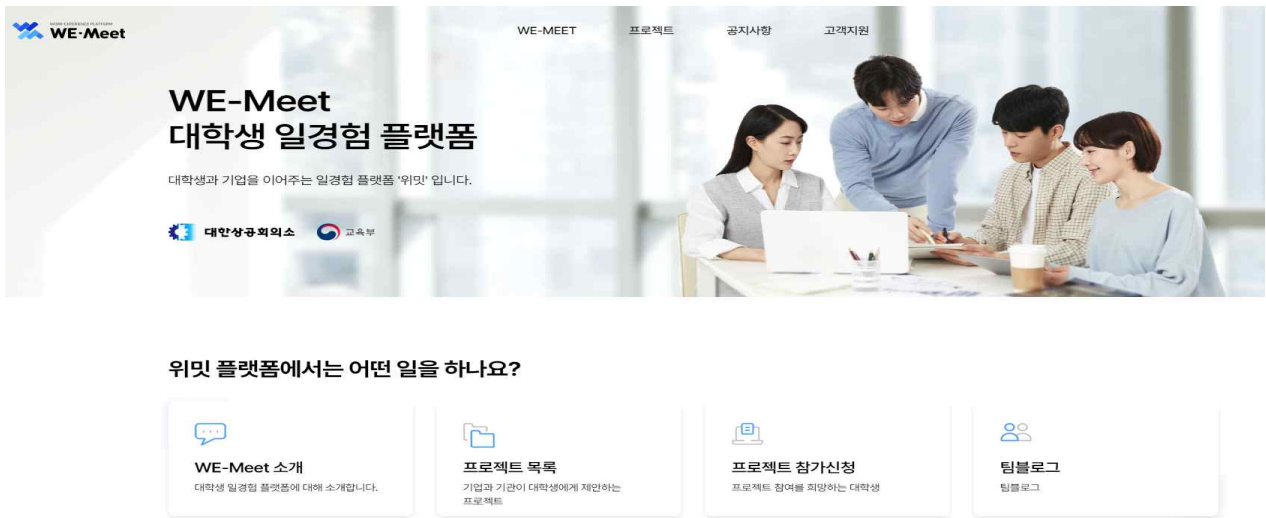 WORK EXPERIENCE PLATFORM
WE-Meet
WE-MEET 프로젝트 공지사항 고객지원
WE-Meet
대학생 일경험 플랫폼
대학생과 기업을 이어주는 일경험 플랫폼 '위밋' 입니다.
대한상공회의소 교육부
위밋 플랫폼에서는 어떤 일을 하나요?
WE-Meet 소개
대학생 일경험 플랫폼에 대해 소개합니다.
프로젝트 목록
기업과 기관이 대학생에게 제안하는
프로젝트
프로젝트 참가신청
프로젝트 참여를 희망하는 대학생
팀블로그
팀블로그